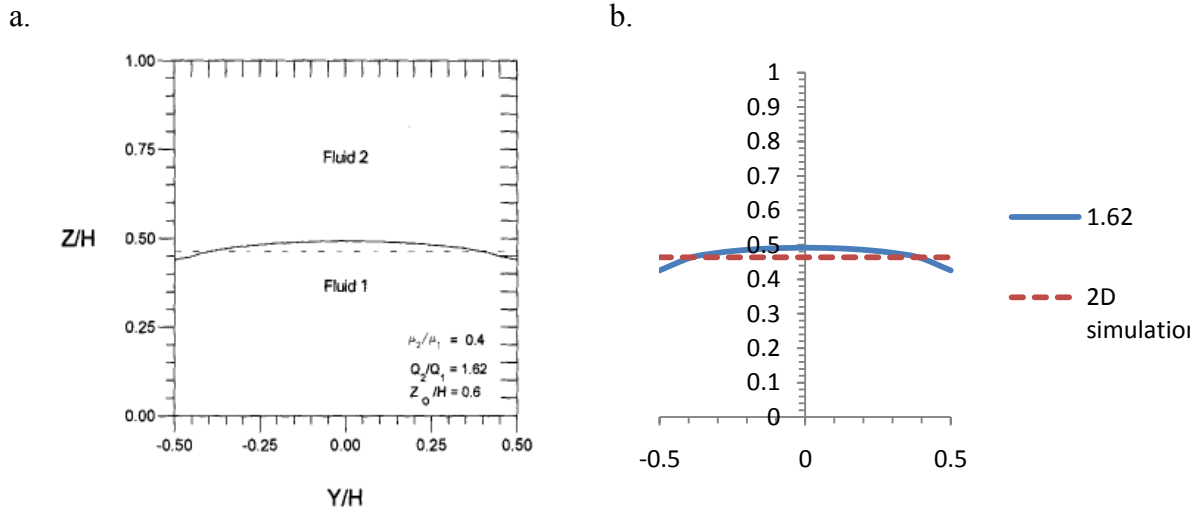 a.
1.00
0.75
Fluid 2
Z/H
0.50
Fluid 1
0.25
μ₂/μ₁ = 0.4
Q₂/Q₁ = 1.62
Z₀/H = 0.6
0.00
-0.50 -0.25 0.00 0.25 0.50
Y/H
b.
1
0.9
0.8
0.7
0.6
0.5
0.4
0.3
0.2
0.1
0
-0.5 0 0.5
1.62
2D
simulation